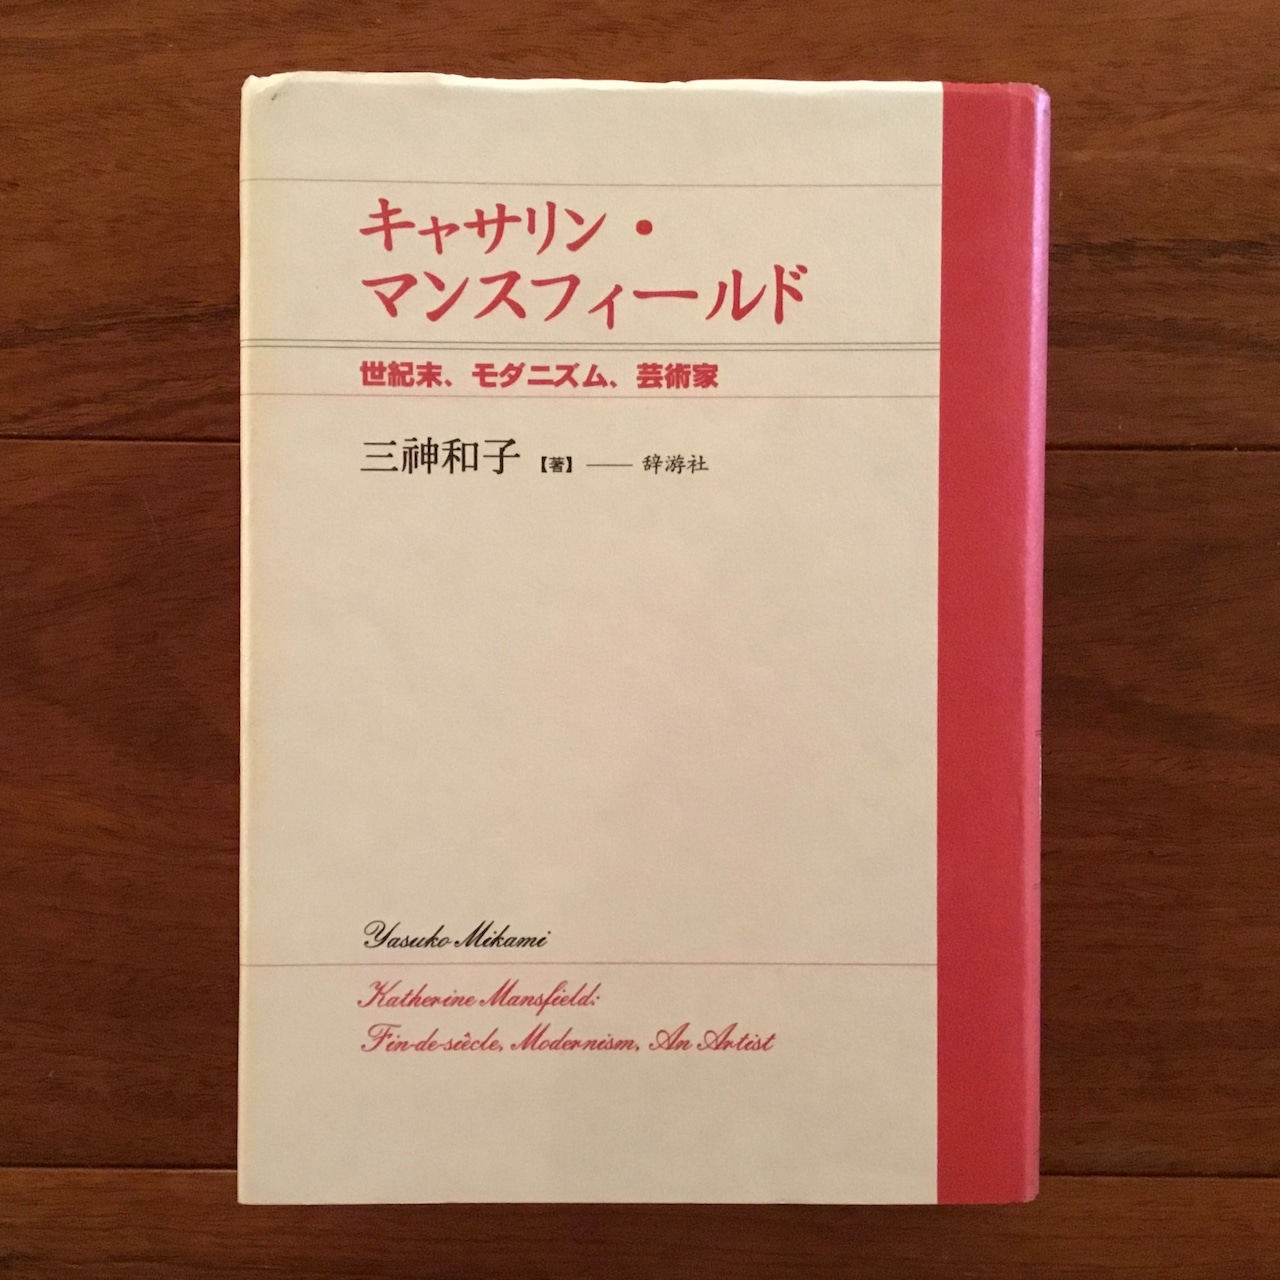 キャサリン・
マンスフィールド
世紀末、モダニズム、芸術家
三神和子【著】——辞游社
Yasuko Mikami
Katherine Mansfield:
Fin-de-siècle, Modernism, An Artist